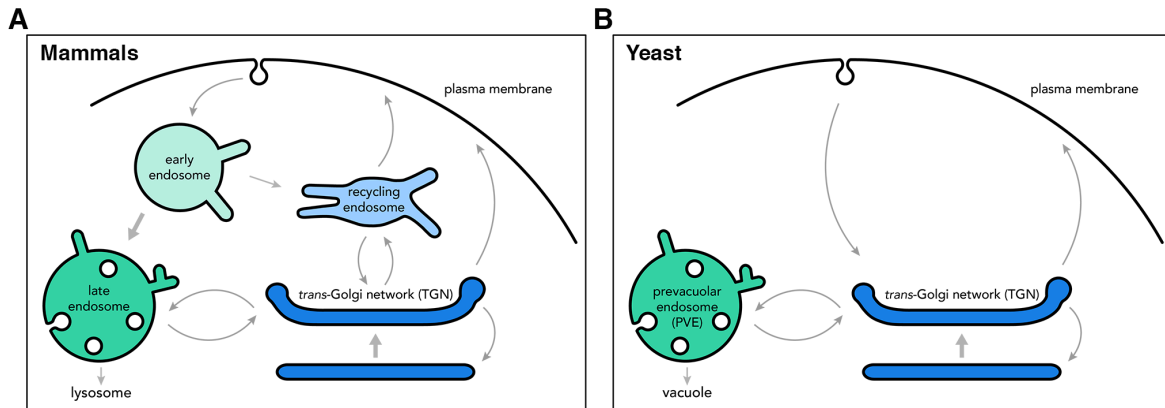 A
Mammals
plasma membrane
early
endosome
recycling
endosome
late
endosome
trans-Golgi network (TGN)
lysosome
B
Yeast
plasma membrane
prevacuolar
endosome
(PVE)
trans-Golgi network (TGN)
vacuole